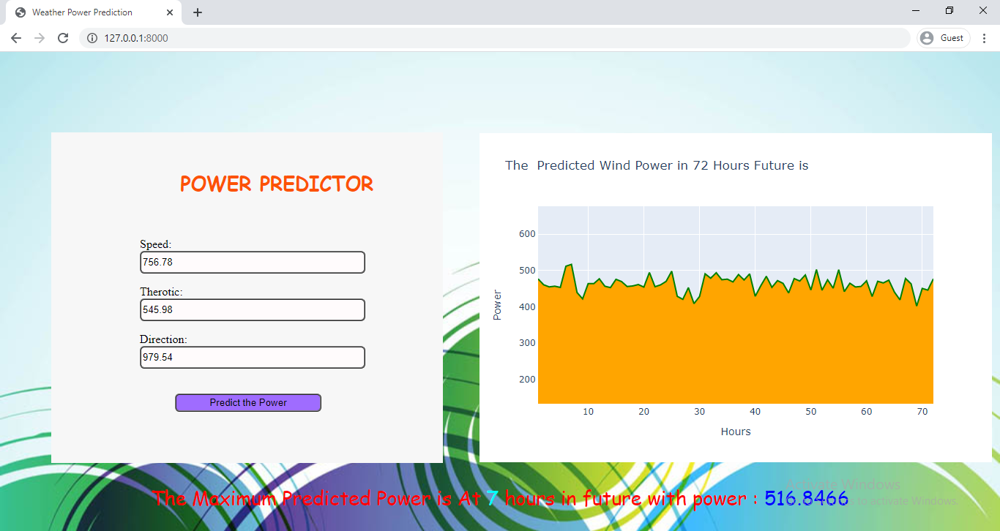 Weather Power Prediction
127.0.0.1:8000
Guest
POWER PREDICTOR
Speed:
756.78
Therotic:
545.98
Direction:
979.54
Predict the Power
The Predicted Wind Power in 72 Hours Future is
600
500
400
300
200
Power
10 20 30 40 50 60 70
Hours
The Maximum Predicted Power is At 7 hours in future with power : 516.8466
Activate Windows
to activate Windows.